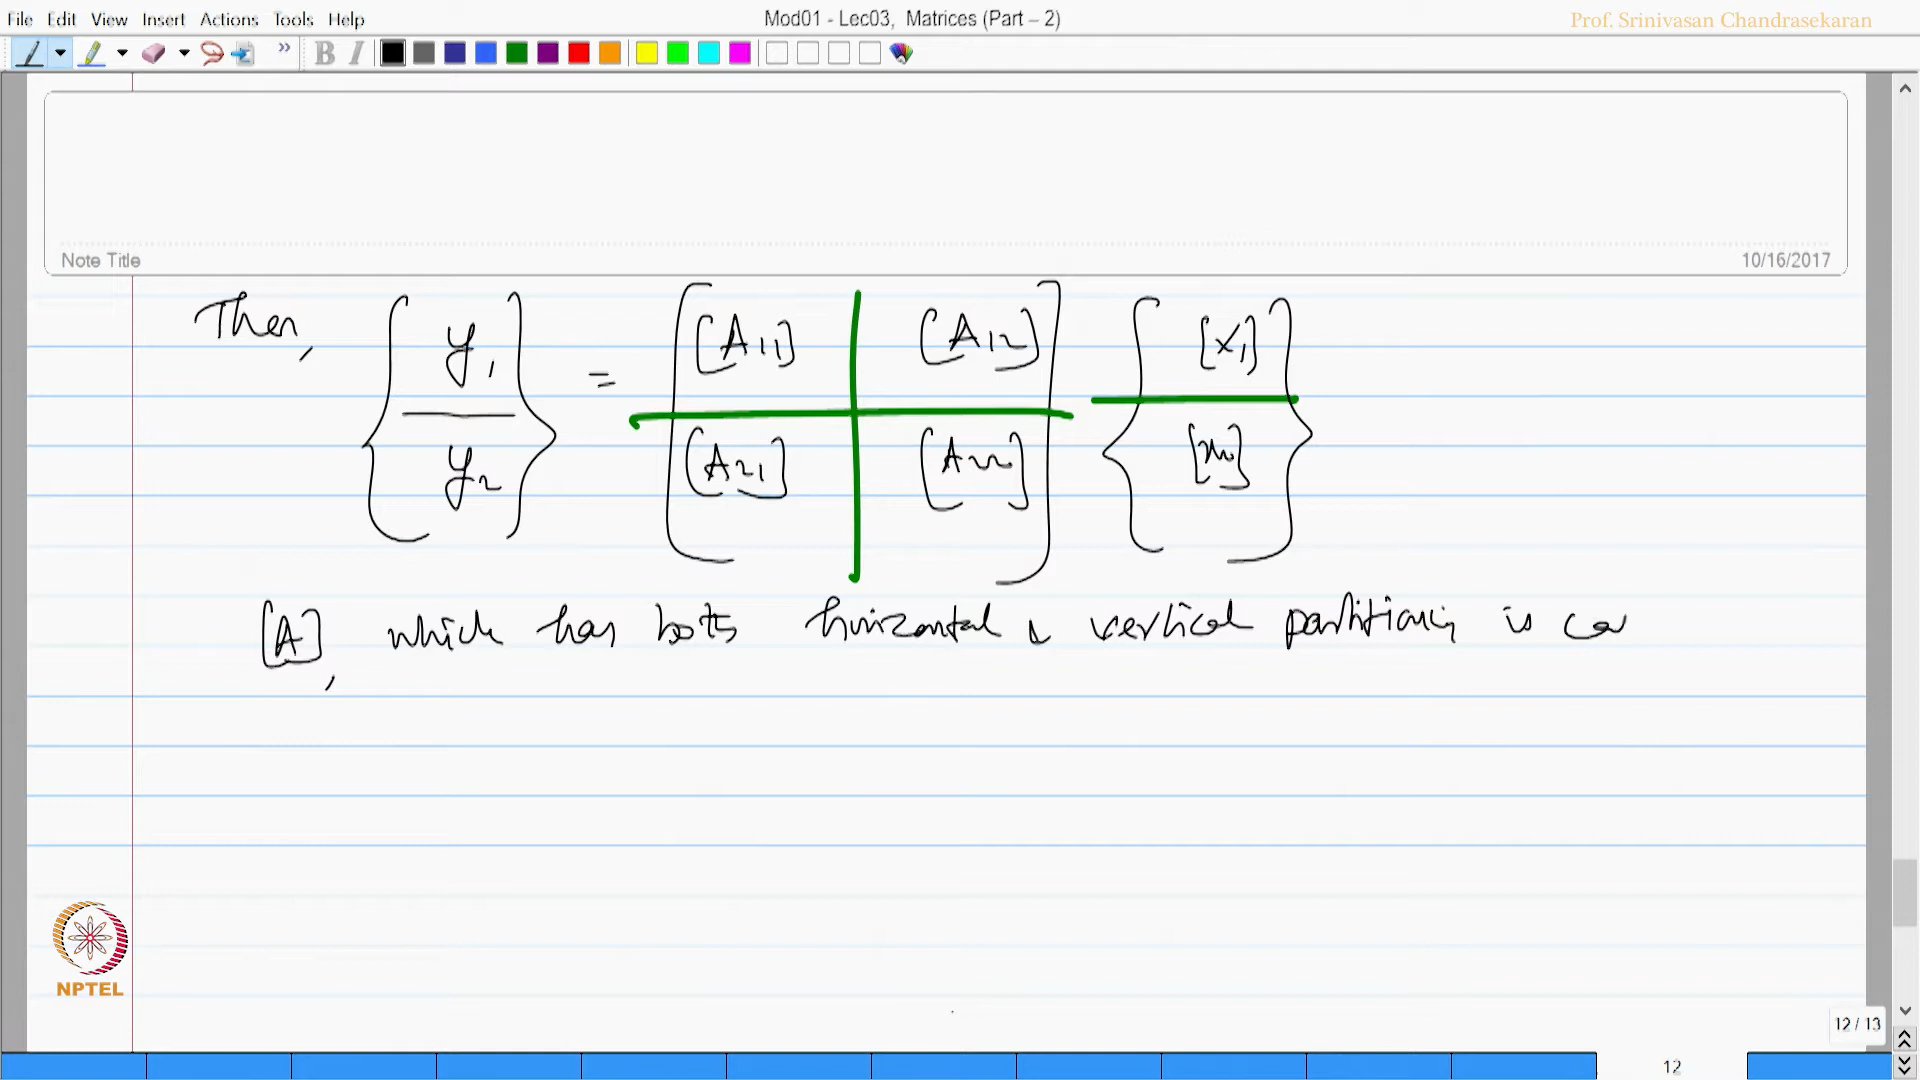 File Edit View Insert Actions Tools Help
Mod01 - Lec03, Matrices (Part – 2)
Prof. Srinivasan Chandrasekaran
B I
Note Title
10/16/2017
Then, { y1 / y2 } = [ [A11] [A12] / [A21] [A22] ] { [x1] / [x2] }
[A], which has both horizontal & vertical partitioning is ca
NPTEL
12 / 13
12